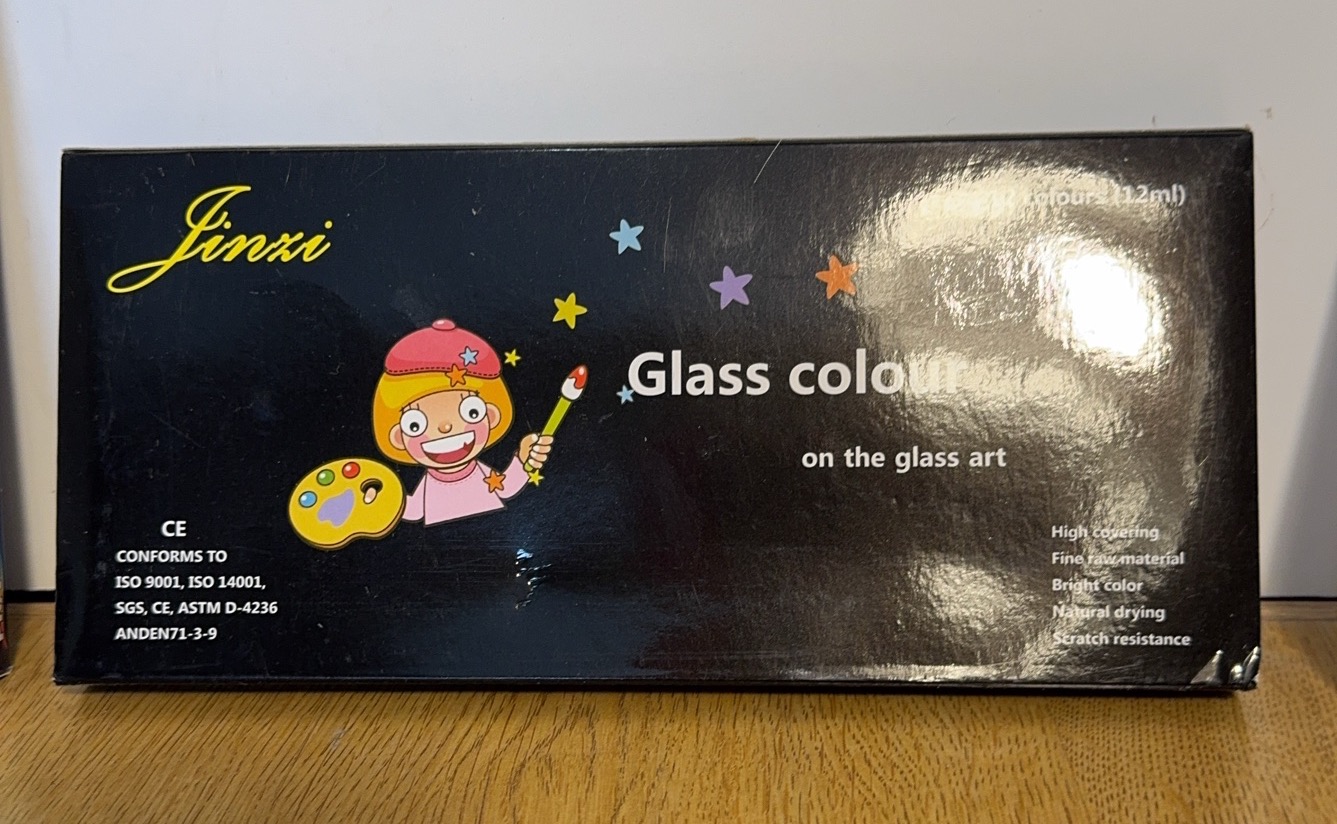 Jinzi
colours (12ml)
Glass colour
on the glass art
CE
CONFORMS TO
ISO 9001, ISO 14001,
SGS, CE, ASTM D-4236
ANDEN71-3-9
High covering
Fine raw material
Bright color
Natural drying
Scratch resistance